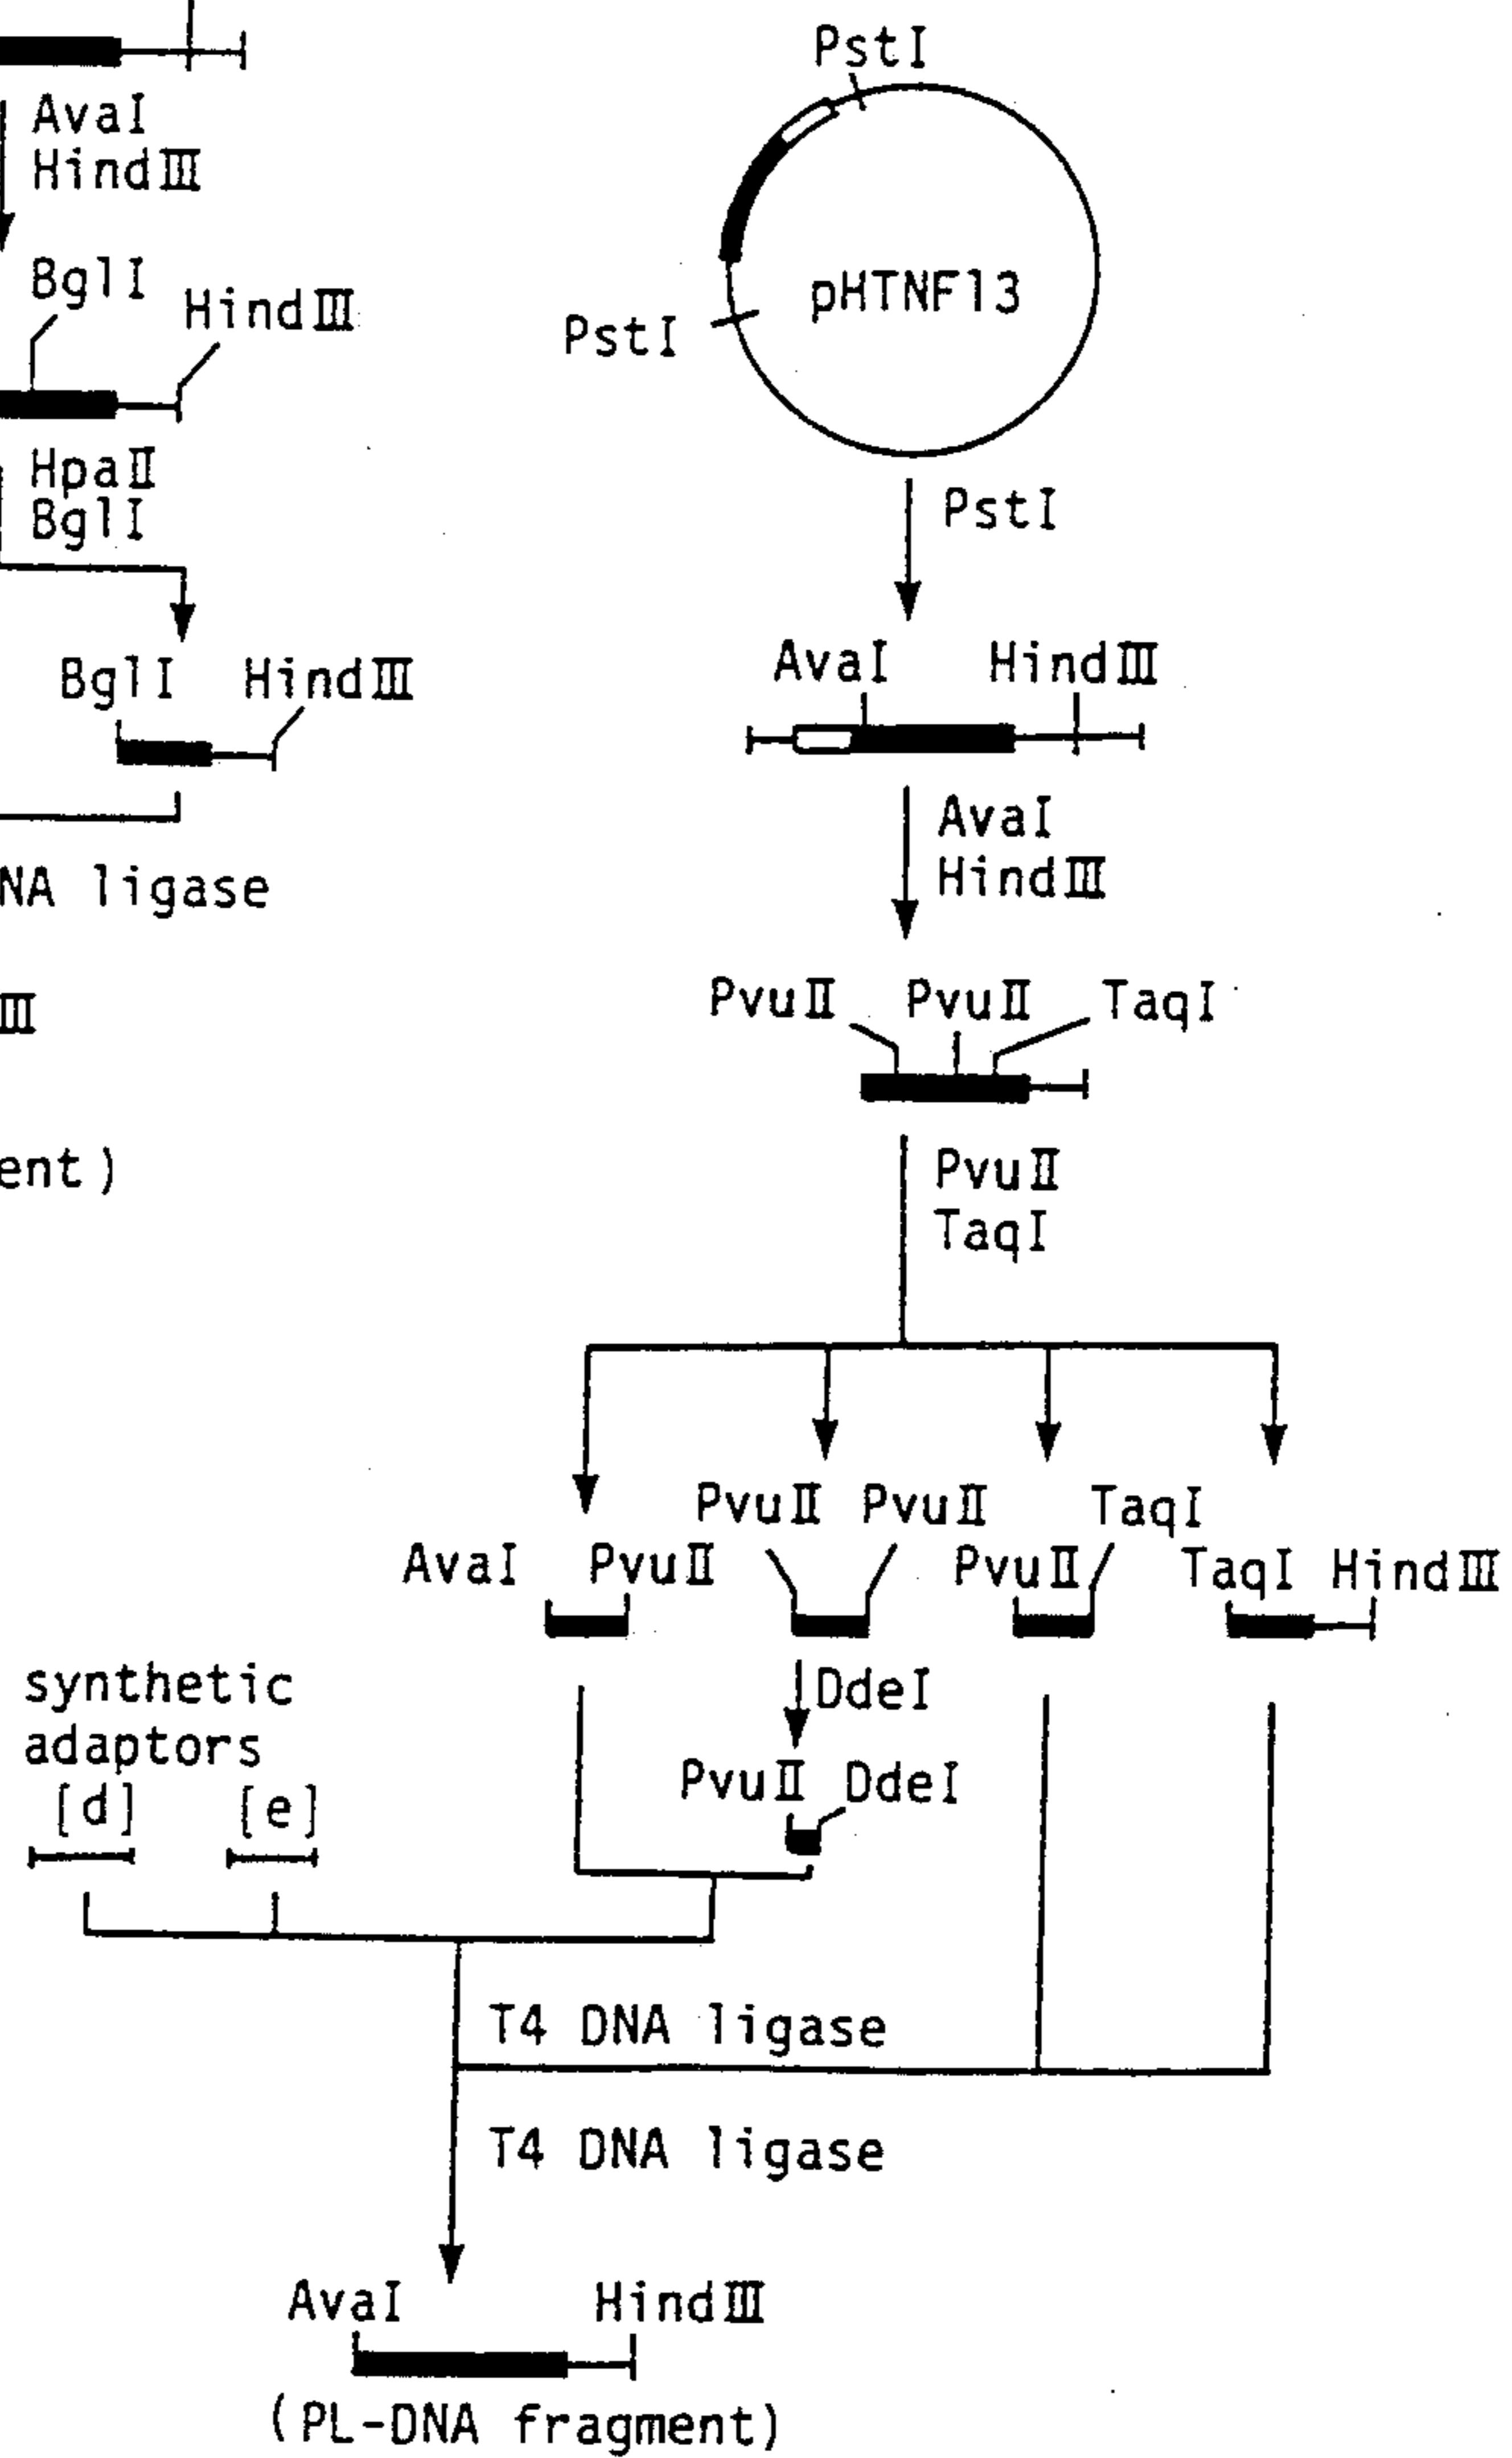 PstI
AvaI
HindⅢ
BglI
HindⅢ
pHTNF13
PstI
HpaⅡ
BglI
PstI
BglI HindⅢ
AvaI HindⅢ
AvaI
HindⅢ
NA ligase
PvuⅡ PvuⅡ TaqI
Ⅲ
ent)
PvuⅡ
TaqI
PvuⅡ PvuⅡ TaqI
AvaI PvuⅡ PvuⅡ TaqI HindⅢ
synthetic
adaptors
[d] [e]
DdeI
PvuⅡ DdeI
T4 DNA ligase
T4 DNA ligase
AvaI HindⅢ
(PL-DNA fragment)